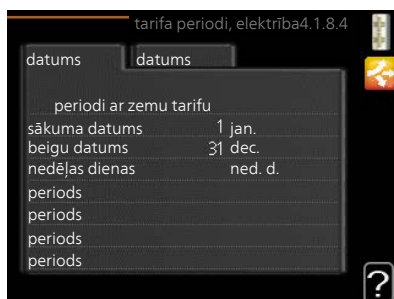 tarifa periodi, elektrība4.1.8.4
datums datums
periodi ar zemu tarifu
sākuma datums 1 jan.
beigu datums 31 dec.
nedēļas dienas ned. d.
periods
periods
periods
periods
?